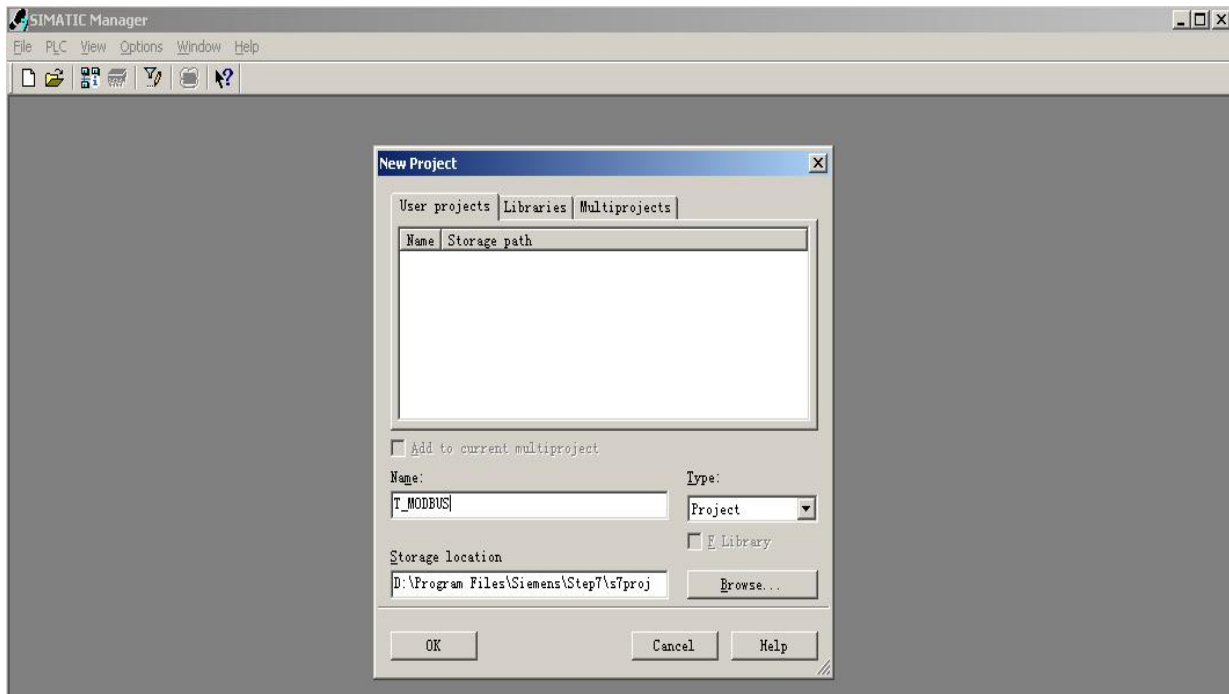 SIMATIC Manager
File PLC View Options Window Help
New Project
User projects Libraries Multiprojects
Name Storage path
Add to current multiproject
Name: Type:
T_MODBUS Project
F Library
Storage location
D:\Program Files\Siemens\Step7\s7proj Browse...
OK Cancel Help